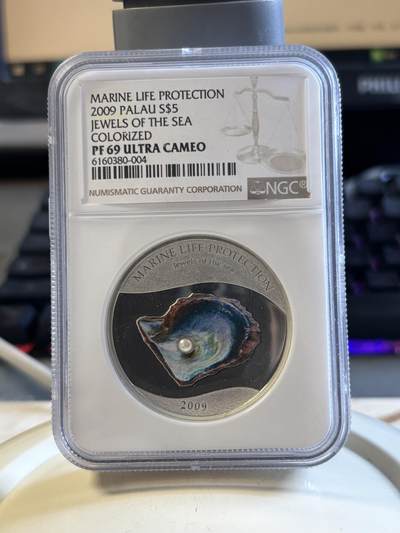 PHILIPS
MARINE LIFE PROTECTION
2009 PALAU S$5
JEWELS OF THE SEA
COLORIZED
PF 69 ULTRA CAMEO
6160380-004
NUMISMATIC GUARANTY CORPORATION
NGC®
MARINE LIFE PROTECTION
Jewels of the Sea
2009